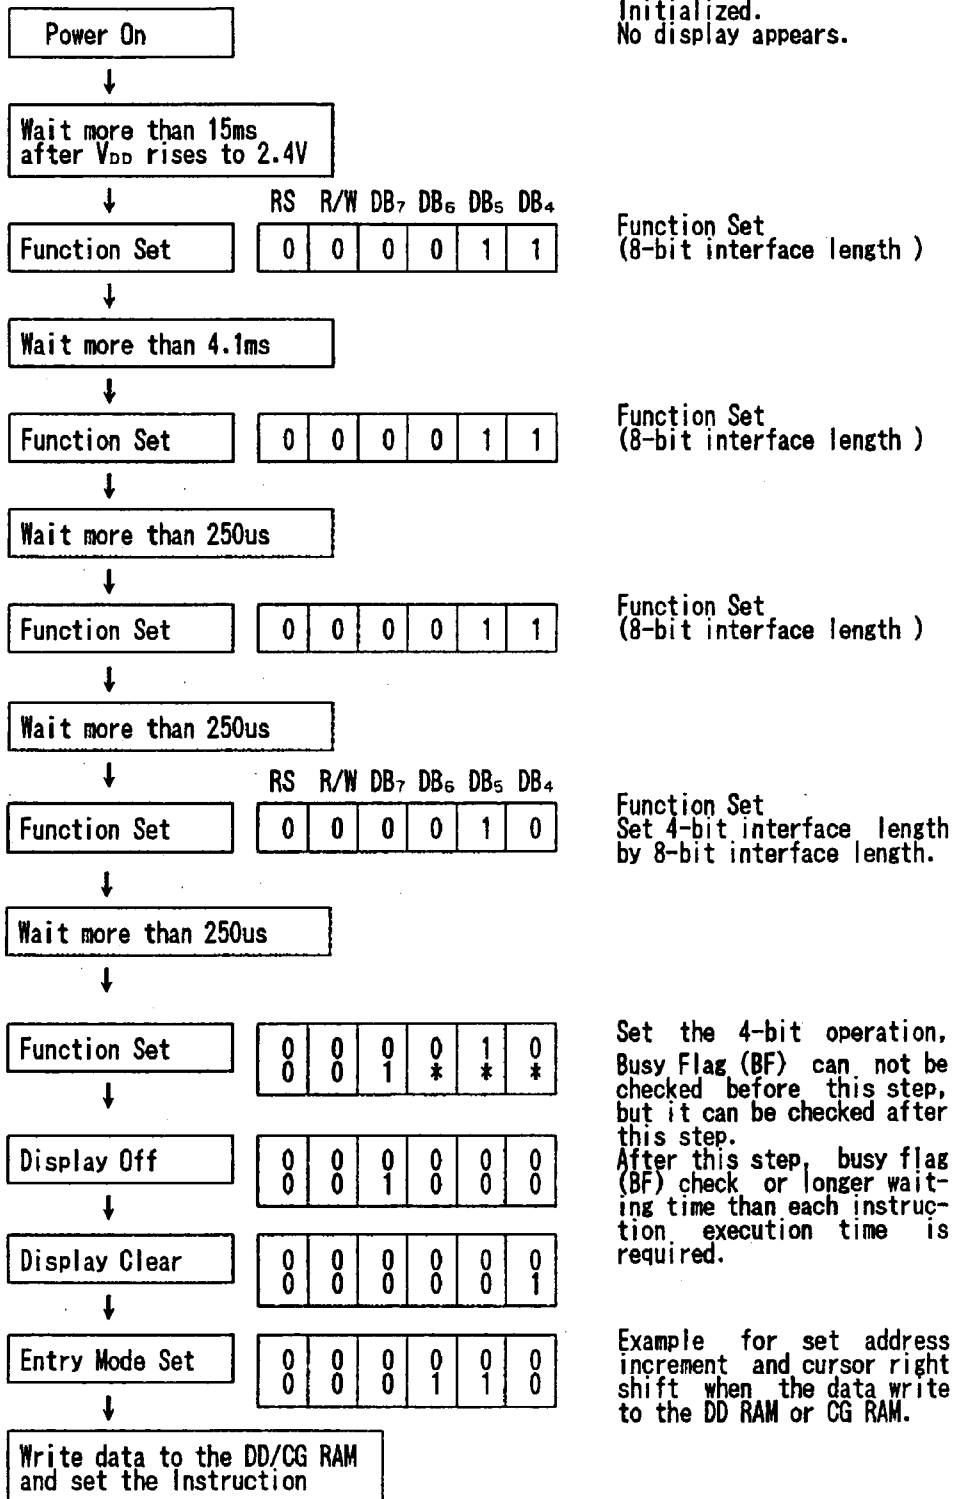 Power On
Initialized.
No display appears.
Wait more than 15ms
after VDD rises to 2.4V
RS R/W DB7 DB6 DB5 DB4
Function Set
0 0 0 0 1 1
Function Set
(8-bit interface length )
Wait more than 4.1ms
Function Set
0 0 0 0 1 1
Function Set
(8-bit interface length )
Wait more than 250us
Function Set
0 0 0 0 1 1
Function Set
(8-bit interface length )
Wait more than 250us
RS R/W DB7 DB6 DB5 DB4
Function Set
0 0 0 0 1 0
Function Set
Set 4-bit interface length
by 8-bit interface length.
Wait more than 250us
Function Set
0 0 0 0 1 0
0 0 1 * * *
Set the 4-bit operation,
Busy Flag (BF) can not be
checked before this step,
but it can be checked after
this step.
Display Off
0 0 0 0 0 0
0 0 1 0 0 0
After this step, busy flag
(BF) check or longer wait-
ing time than each instruc-
tion execution time is
required.
Display Clear
0 0 0 0 0 0
0 0 0 0 0 1
Entry Mode Set
0 0 0 0 0 0
0 0 0 1 1 0
Example for set address
increment and cursor right
shift when the data write
to the DD RAM or CG RAM.
Write data to the DD/CG RAM
and set the Instruction